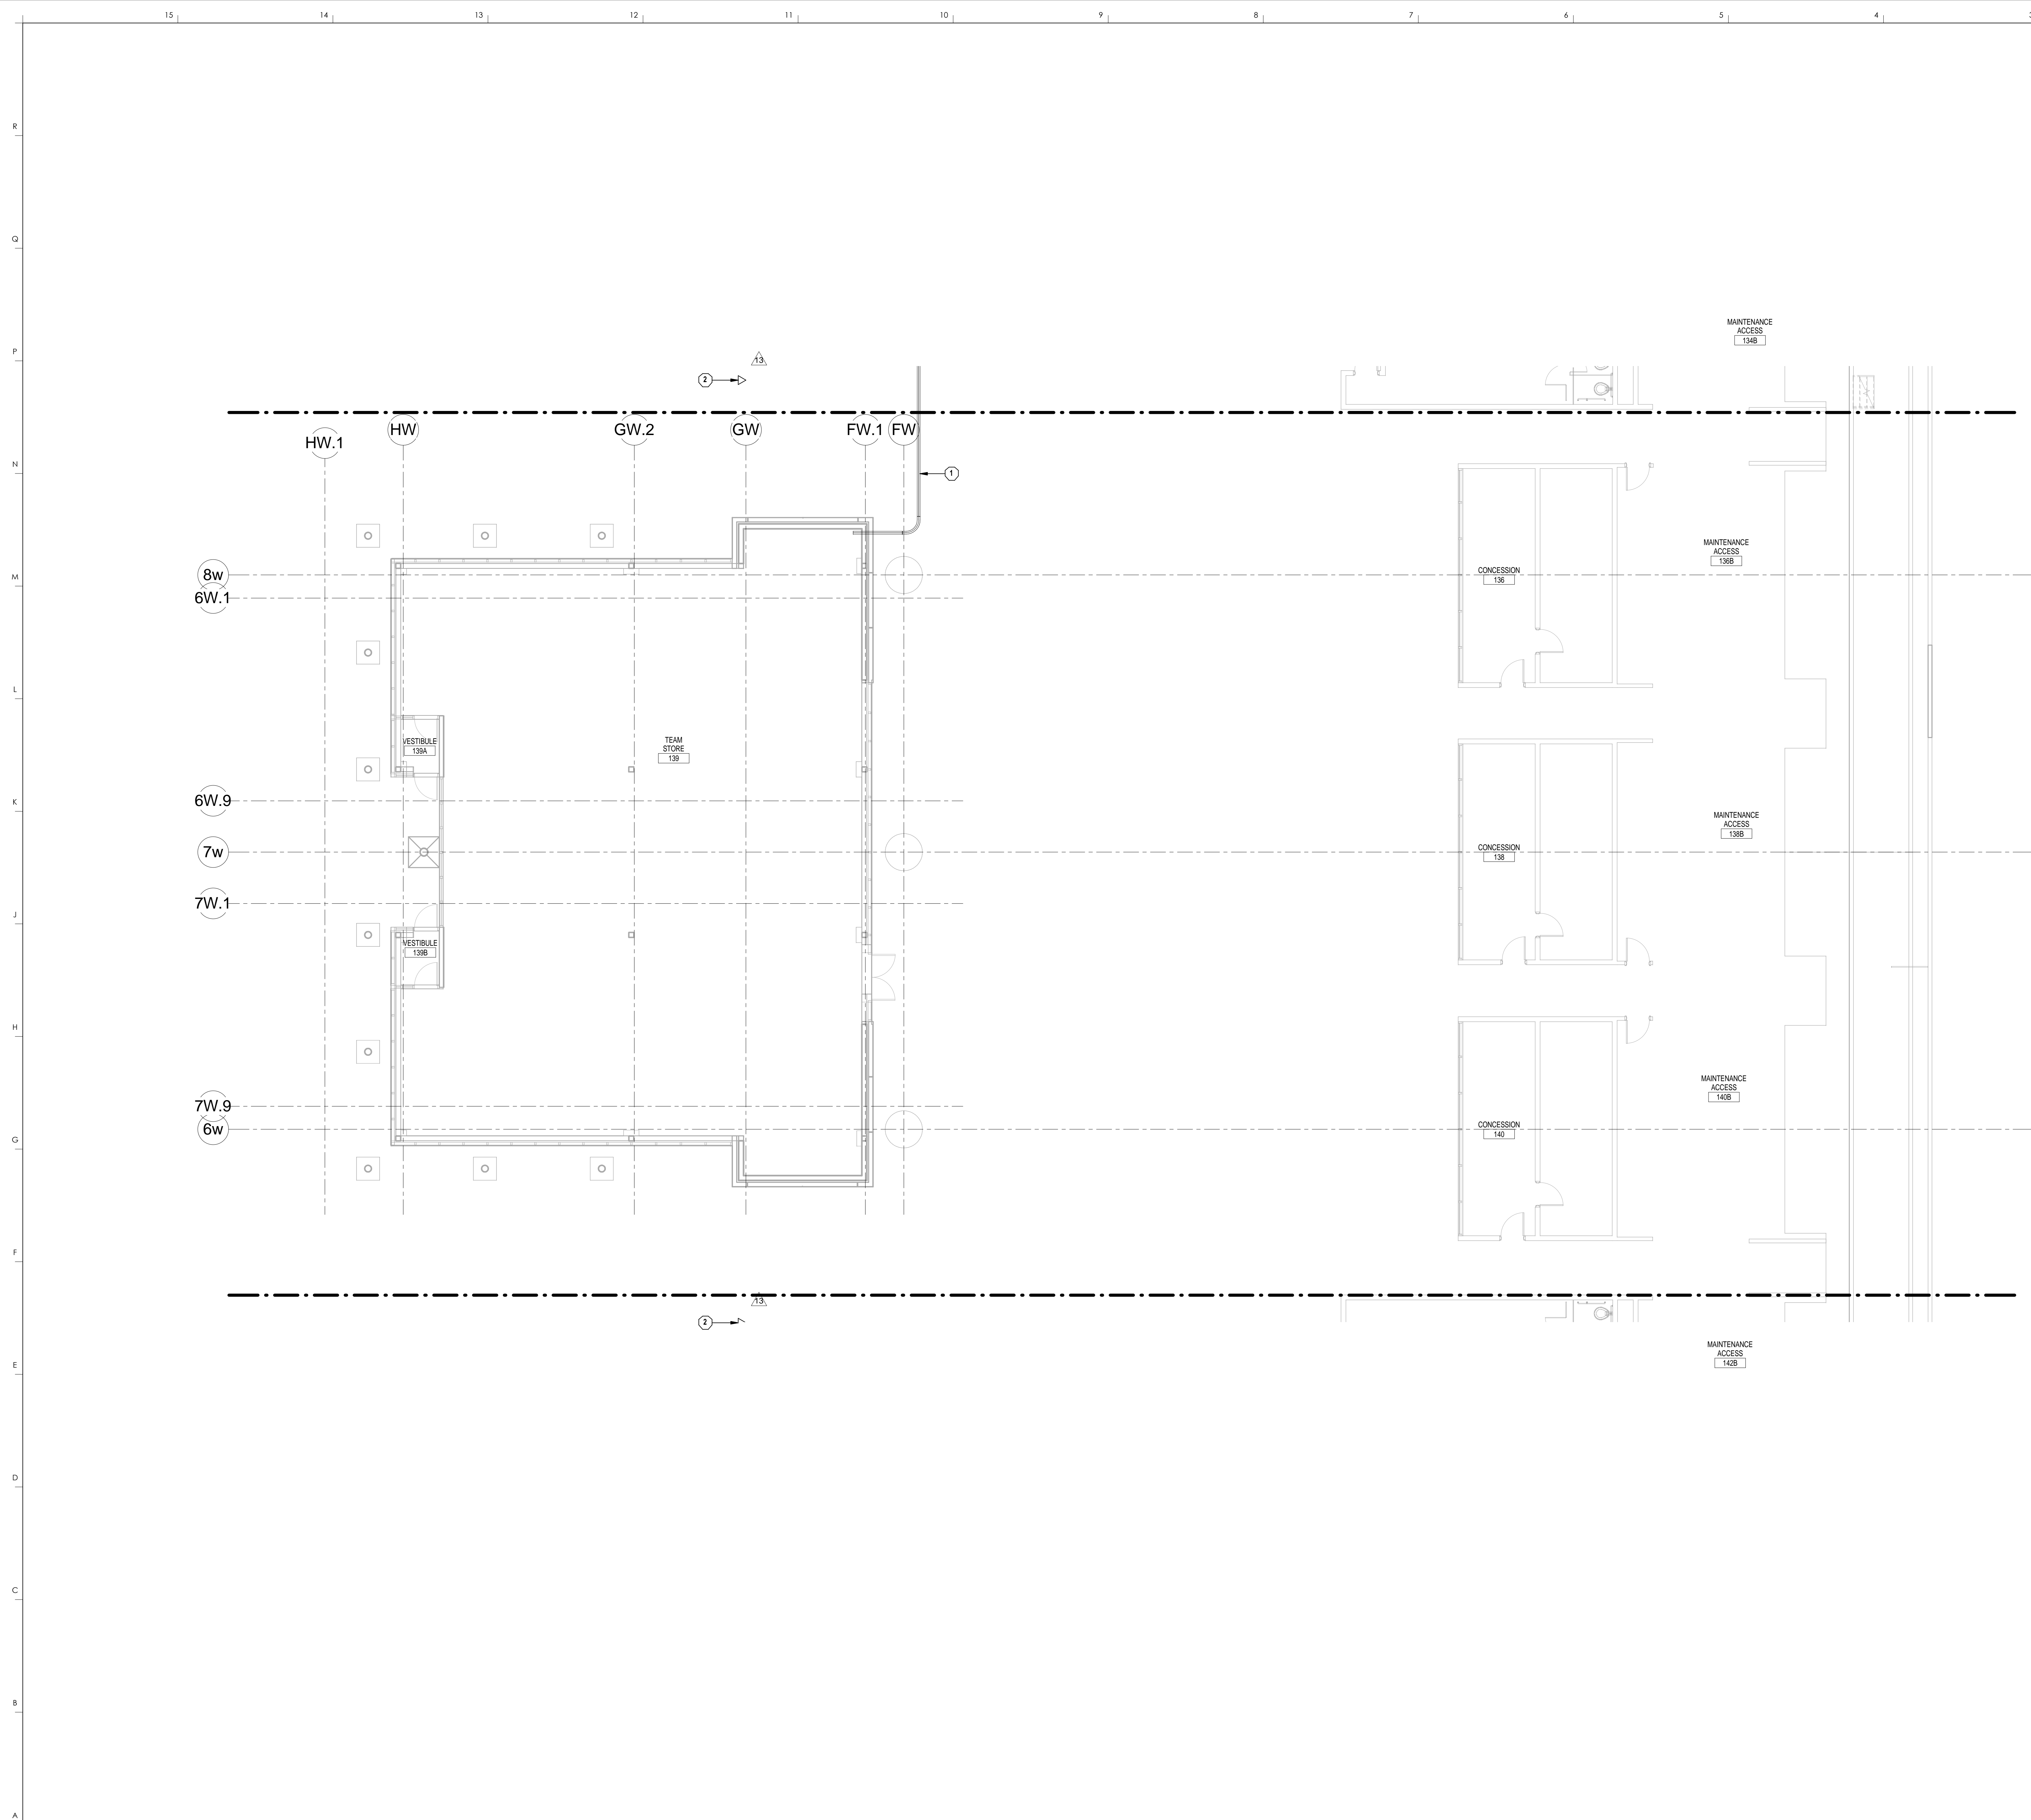 15 14 13 12 11 10 9 8 7 6 5 4
R
Q
MAINTENANCE
ACCESS
134B
P
13
2
HW.1 HW GW.2 GW FW.1 FW
N
1
MAINTENANCE
ACCESS
136B
8w
M
CONCESSION
136
6W.1
L
VESTIBULE
139A
TEAM
STORE
139
6W.9
K
MAINTENANCE
ACCESS
138B
7w
CONCESSION
138
7W.1
J
VESTIBULE
139B
H
MAINTENANCE
ACCESS
140B
7W.9
6w
CONCESSION
140
G
F
13
2
MAINTENANCE
ACCESS
142B
E
D
C
B
A